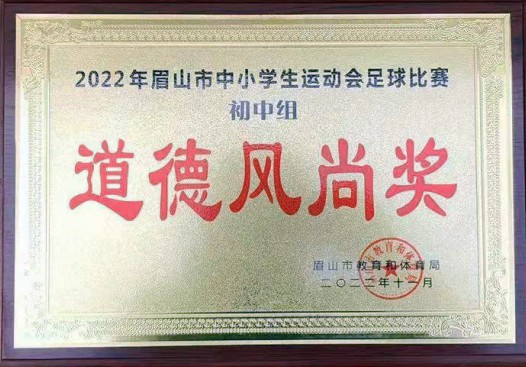 2022年眉山市中小学生运动会足球比赛
初中组
道德风尚奖
眉山市教育和体育局
二〇二二年十一月